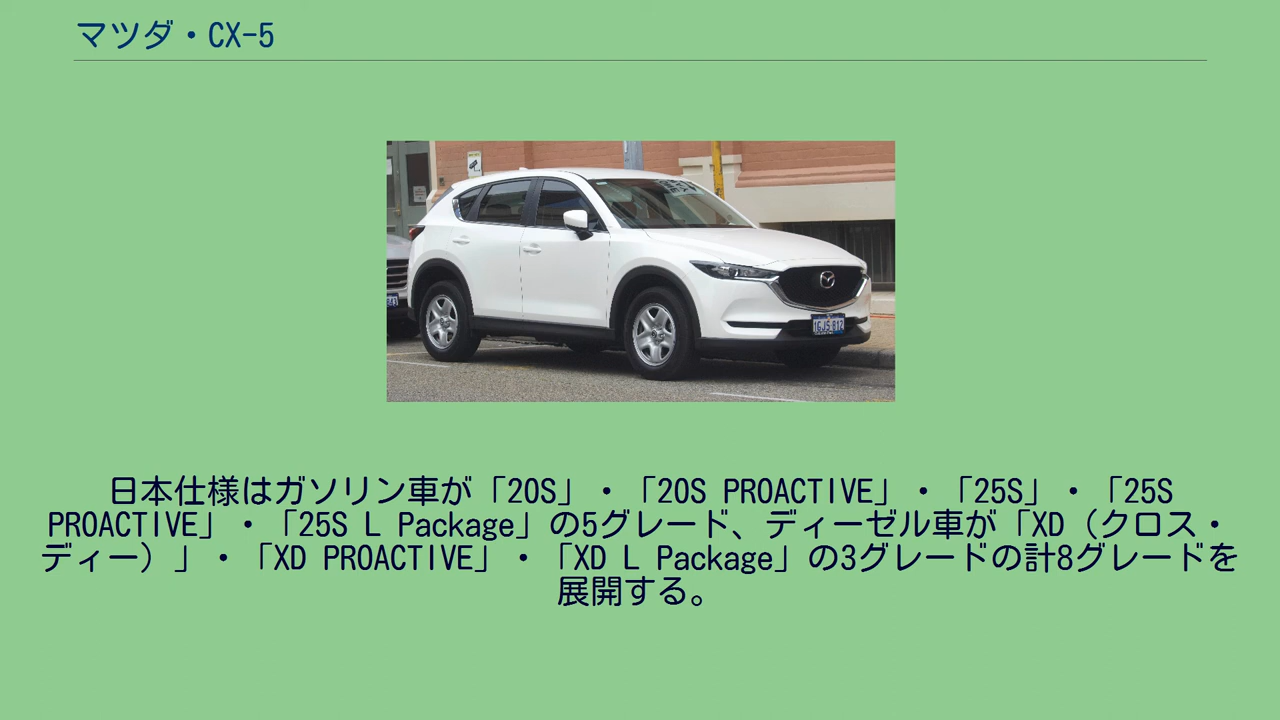 マツダ・CX-5
日本仕様はガソリン車が「20S」・「20S PROACTIVE」・「25S」・「25S
PROACTIVE」・「25S L Package」の5グレード、ディーゼル車が「XD（クロス・
ディー）」・「XD PROACTIVE」・「XD L Package」の3グレードの計8グレードを
展開する。